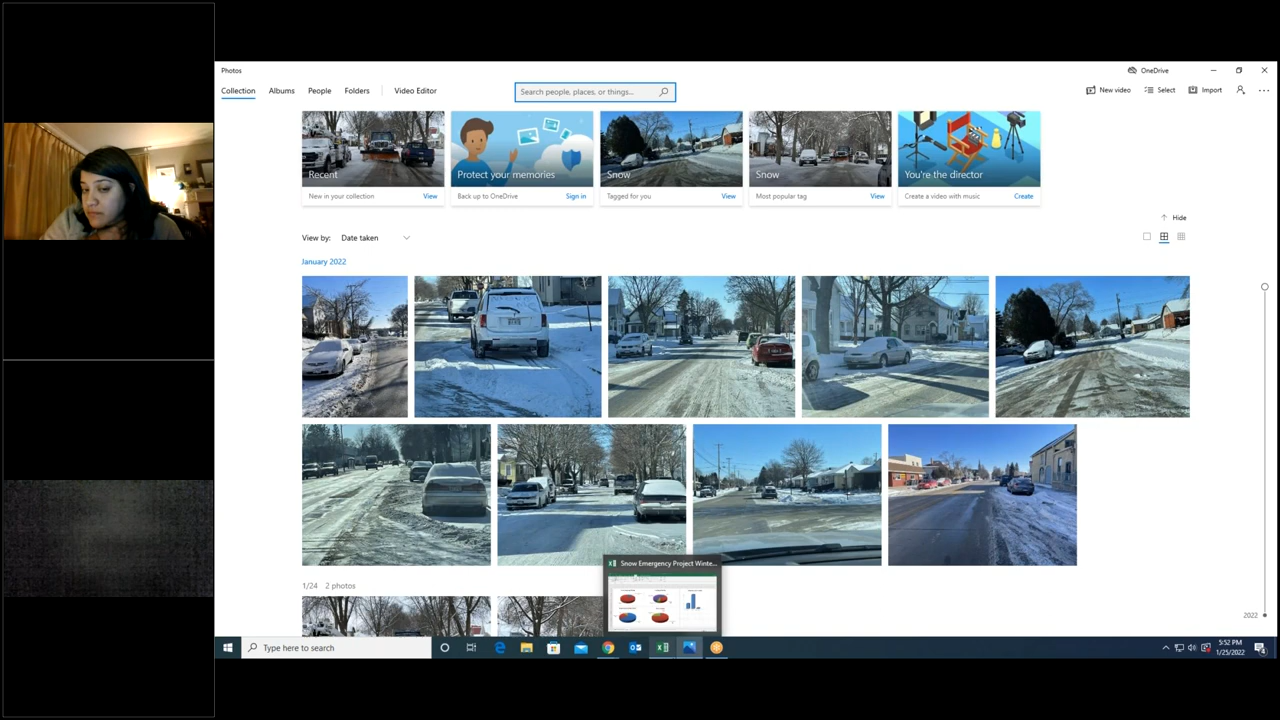 Photos
OneDrive
Collection
Albums
People
Folders
Video Editor
Search people, places, or things...
New video
Select
Import
Recent
New in your collection
View
Protect your memories
Back up to OneDrive
Sign in
Snow
Tagged for you
View
Snow
Most popular tag
View
You're the director
Create a video with music
Create
Hide
View by:
Date taken
January 2022
1/24 2 photos
2022
Snow Emergency Project Winte...
Type here to search
5:52 PM
1/25/2022
4